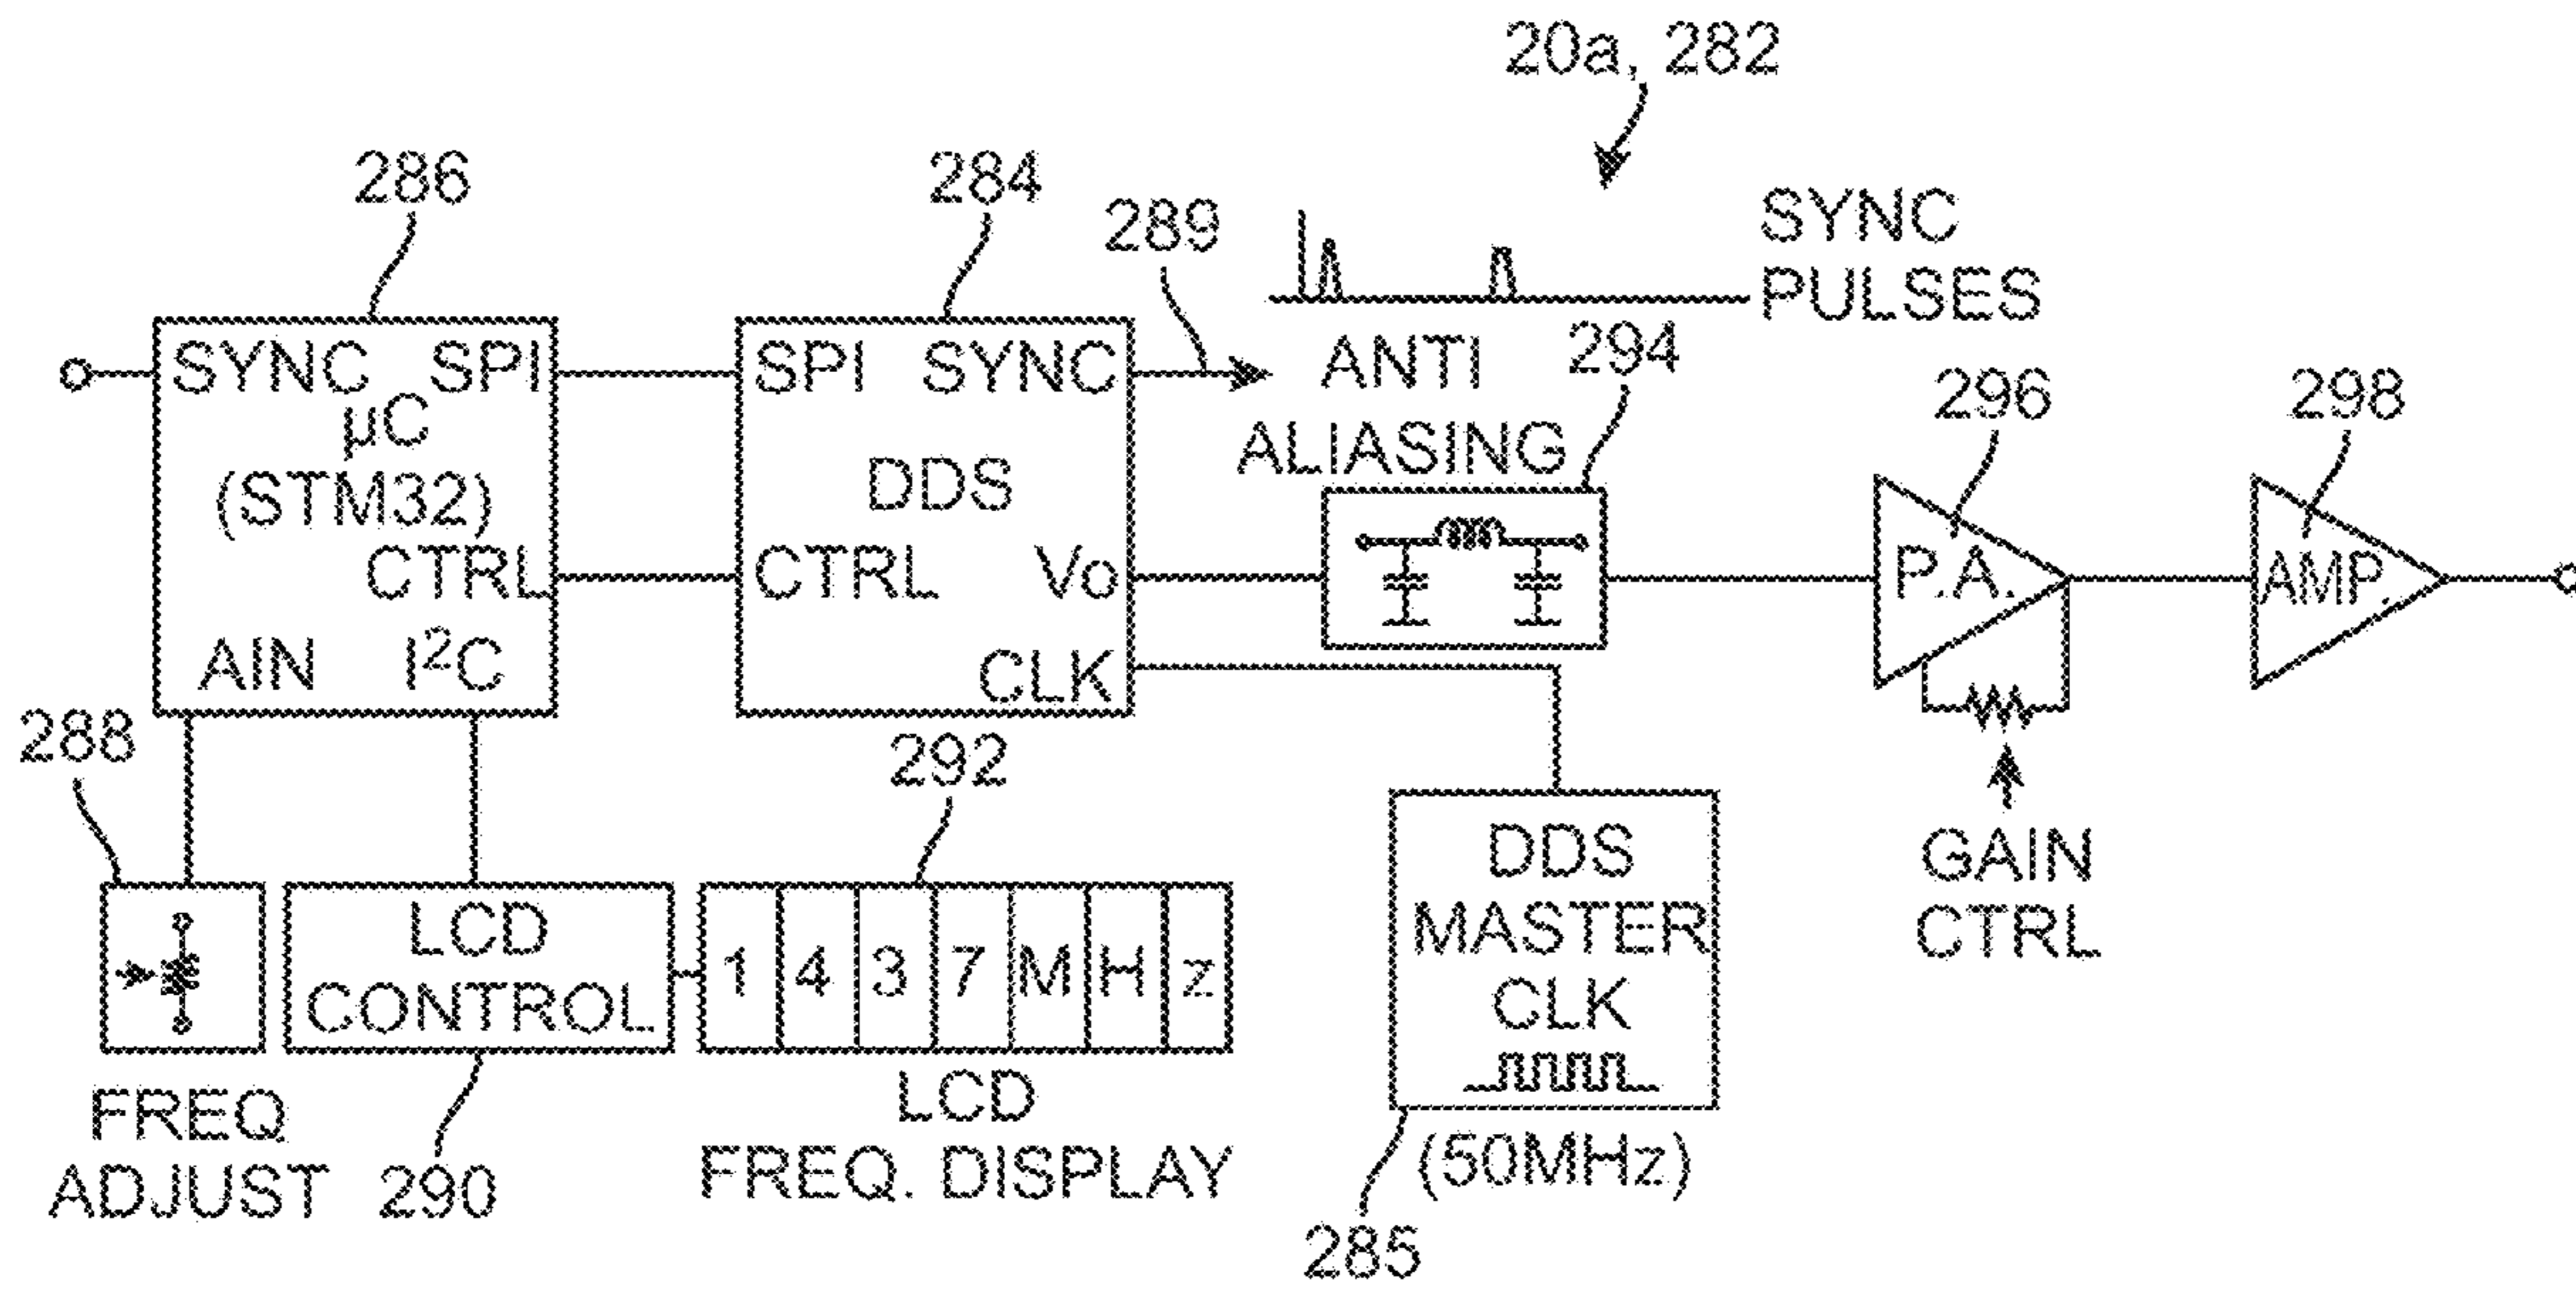 20a, 282
286
284
289
SYNC
PULSES
294
SYNC SPI
µC
(STM32)
CTRL
AIN I²C
SPI SYNC
DDS
CTRL Vo
CLK
ANTI
ALIASING
296
298
P.A.
AMP.
GAIN
CTRL
288
292
LCD
CONTROL
1 4 3 7 M H z
DDS
MASTER
CLK
FREQ
ADJUST
290
LCD
FREQ. DISPLAY
(50MHz)
285